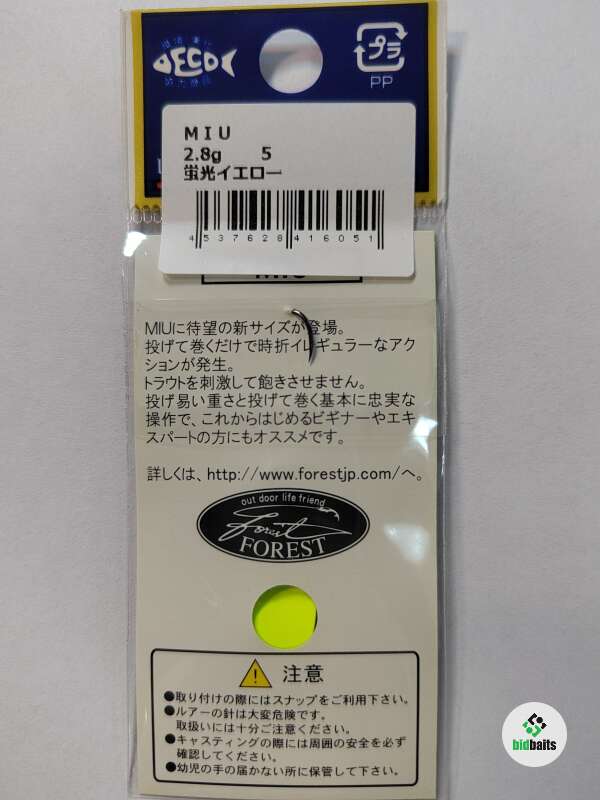 ECO
プラ
PP
MIU
2.8g 5
蛍光イエロー
4 537628 416051
MIUに待望の新サイズが登場。
投げて巻くだけで時折イレギュラーなアク
ションが発生。
トラウトを刺激して飽きさせません。
投げ易い重さと投げて巻く基本に忠実な
操作で、これからはじめるビギナーやエキ
スパートの方にもオススメです。
詳しくは、http://www.forestjp.com/へ。
out door life friend
Forest
FOREST
注意
●取り付けの際にはスナップをご利用下さい。
●ルアーの針は大変危険です。
取扱いには十分ご注意ください。
●キャスティングの際には周囲の安全を必ず
確認してください。
●幼児の手の届かない所に保管して下さい。
bidbaits